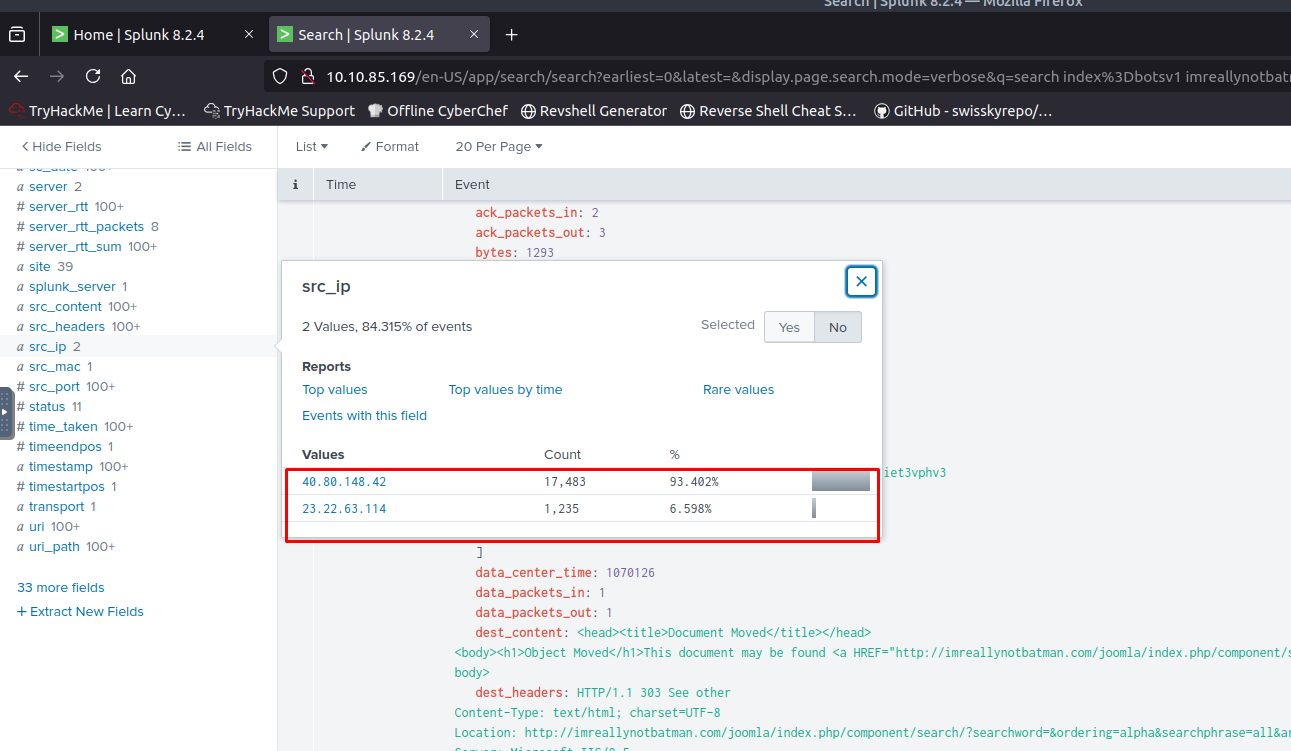 Search | Splunk 8.2.4 — Mozilla Firefox
Home | Splunk 8.2.4
Search | Splunk 8.2.4
10.10.85.169/en-US/app/search/search?earliest=0&latest=&display.page.search.mode=verbose&q=search index%3Dbotsv1 imreallynotbat
TryHackMe | Learn Cy… TryHackMe Support Offline CyberChef Revshell Generator Reverse Shell Cheat S… GitHub - swisskyrepo/…
Hide Fields All Fields List Format 20 Per Page
i Time Event
sc_date 100+
a server 2
# server_rtt 100+
# server_rtt_packets 8
# server_rtt_sum 100+
a site 39
a splunk_server 1
a src_content 100+
a src_headers 100+
a src_ip 2
a src_mac 1
# src_port 100+
# status 11
# time_taken 100+
# timeendpos 1
a timestamp 100+
# timestartpos 1
a transport 1
a uri 100+
a uri_path 100+
33 more fields
+ Extract New Fields
ack_packets_in: 2
ack_packets_out: 3
bytes: 1293
src_ip
2 Values, 84.315% of events
Selected Yes No
Reports
Top values Top values by time Rare values
Events with this field
Values Count %
40.80.148.42 17,483 93.402%
23.22.63.114 1,235 6.598%
iet3vphv3
]
data_center_time: 1070126
data_packets_in: 1
data_packets_out: 1
dest_content: <head><title>Document Moved</title></head>
<body><h1>Object Moved</h1>This document may be found <a HREF="http://imreallynotbatman.com/joomla/index.php/component/s
body>
dest_headers: HTTP/1.1 303 See other
Content-Type: text/html; charset=UTF-8
Location: http://imreallynotbatman.com/joomla/index.php/component/search/?searchword=&ordering=alpha&searchphrase=all&ar
Server: Microsoft-IIS/8.5